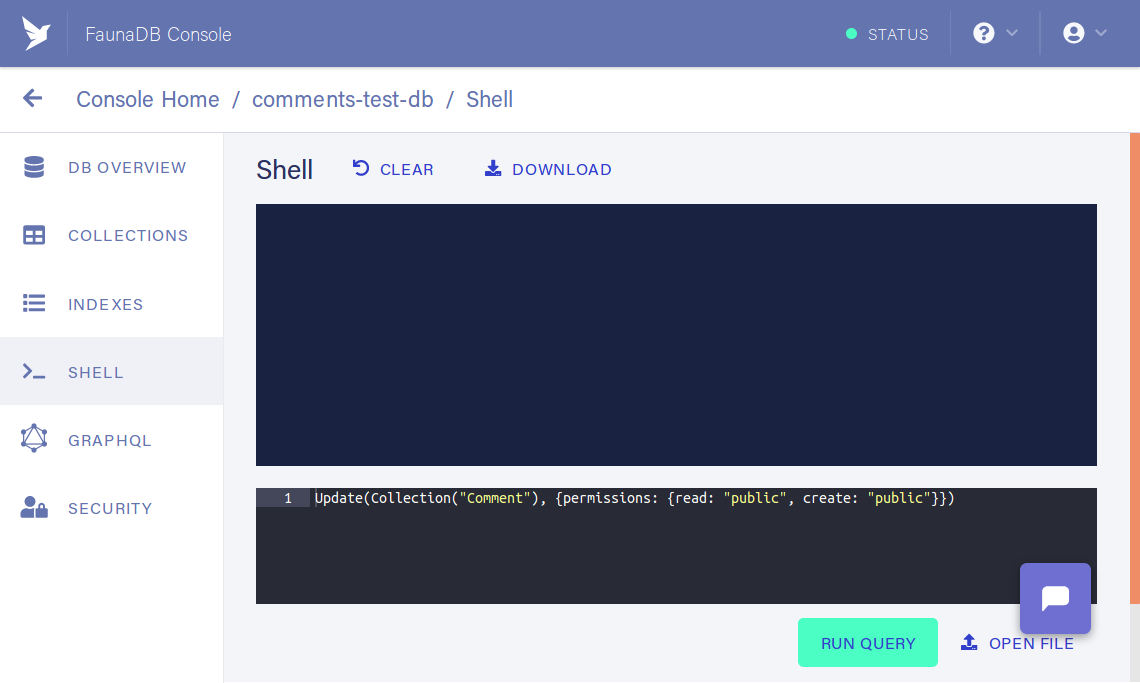 FaunaDB Console
STATUS
Console Home / comments-test-db / Shell
DB OVERVIEW
COLLECTIONS
INDEXES
SHELL
GRAPHQL
SECURITY
Shell CLEAR DOWNLOAD
1 Update(Collection("Comment"), {permissions: {read: "public", create: "public"}})
RUN QUERY OPEN FILE